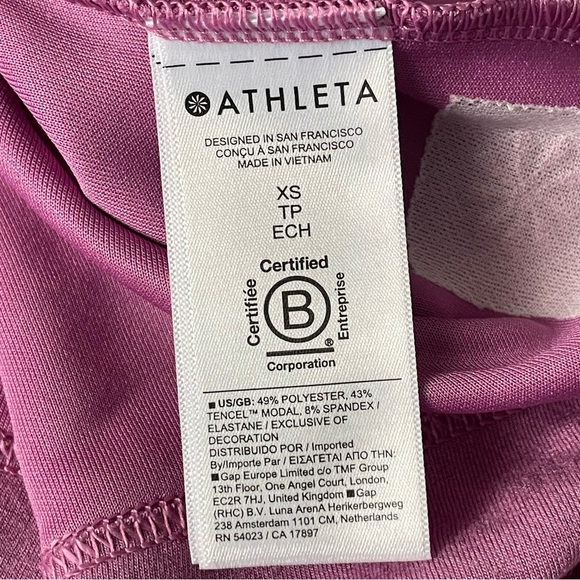 ATHLETA
DESIGNED IN SAN FRANCISCO
CONÇU À SAN FRANCISCO
MADE IN VIETNAM
XS
TP
ECH
Certified
Certifiée
B
Entreprise
Corporation
■ US/GB: 49% POLYESTER, 43%
TENCEL™ MODAL, 8% SPANDEX /
ELASTANE / EXCLUSIVE OF
DECORATION
DISTRIBUIDO POR / Imported
By/Importe Par / ΕΙΣΑΓΕΤΑΙ ΑΠΟ ΤΗΝ:
■ Gap Europe Limited c/o TMF Group
13th Floor, One Angel Court, London,
EC2R 7HJ, United Kingdom ■ Gap
(RHC) B.V. Luna ArenA Herikerbergweg
238 Amsterdam 1101 CM, Netherlands
RN 54023 / CA 17897